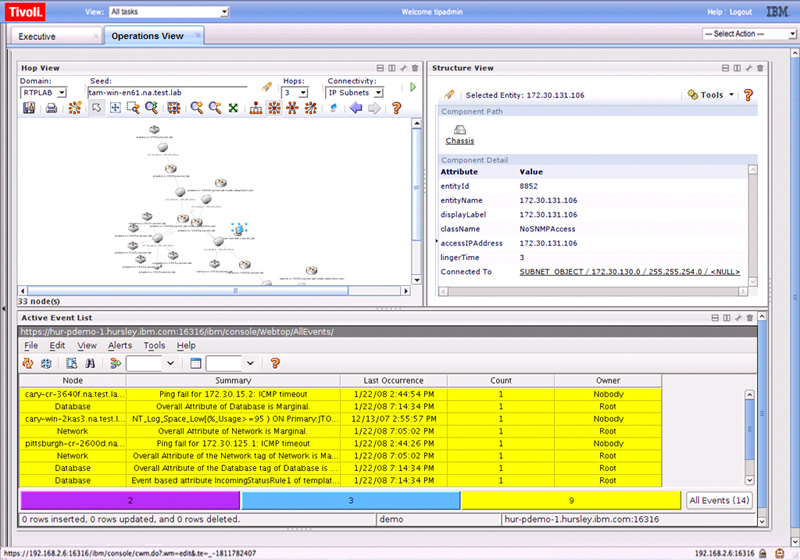 Tivoli. View: All tasks Welcome tipadmin Help Logout IBM
Executive Operations View -- Select Action ---
Hop View
Domain: Seed: Hops: Connectivity:
RTPLAB tam-win-en61.na.test.lab 3 IP Subnets
33 node(s)
Structure View
Selected Entity: 172.30.131.106 Tools
Component Path
Chassis
Component Detail
Attribute Value
entityId 8852
entityName 172.30.131.106
displayLabel 172.30.131.106
className NoSNMPAccess
accessIPAddress 172.30.131.106
lingerTime 3
Connected To SUBNET_OBJECT / 172.30.130.0 / 255.255.254.0 / <NULL>
Active Event List
https://hur-pdemo-1.hursley.ibm.com:16316/ibm/console/Webtop/AllEvents/
File Edit View Alerts Tools Help
Node Summary Last Occurrence Count Owner
cary-cr-3640f.na.test.la... Ping fail for 172.30.15.2: ICMP timeout 1/22/08 2:44:54 PM 1 Nobody
Database Overall Attribute of Database is Marginal. 1/22/08 7:14:34 PM 1 Root
cary-win-2kas3.na.test.... NT_Log_Space_Low[(%_Usage>=95 ) ON Primary:JTO... 12/13/07 2:55:57 PM 1 Nobody
Network Overall Attribute of Network is Marginal. 1/22/08 7:05:02 PM 1 Root
pittsburgh-cr-2600d.na.... Ping fail for 172.30.125.1: ICMP timeout 1/22/08 2:44:26 PM 1 Nobody
Network Overall Attribute of the Network tag of Network is M... 1/22/08 7:05:02 PM 1 Root
Database Overall Attribute of the Database tag of Database is ... 1/22/08 7:14:34 PM 1 Root
Database Event based attribute IncomingStatusRule1 of templat... 1/22/08 7:14:34 PM 1 Root
2 3 9 All Events (14)
0 rows inserted, 0 rows updated, and 0 rows deleted. demo hur-pdemo-1.hursley.ibm.com:16316
https://192.168.2.6:16316/ibm/console/cwm.do?.wm=edit&.te=_-1811782407 192.168.2.6:16316